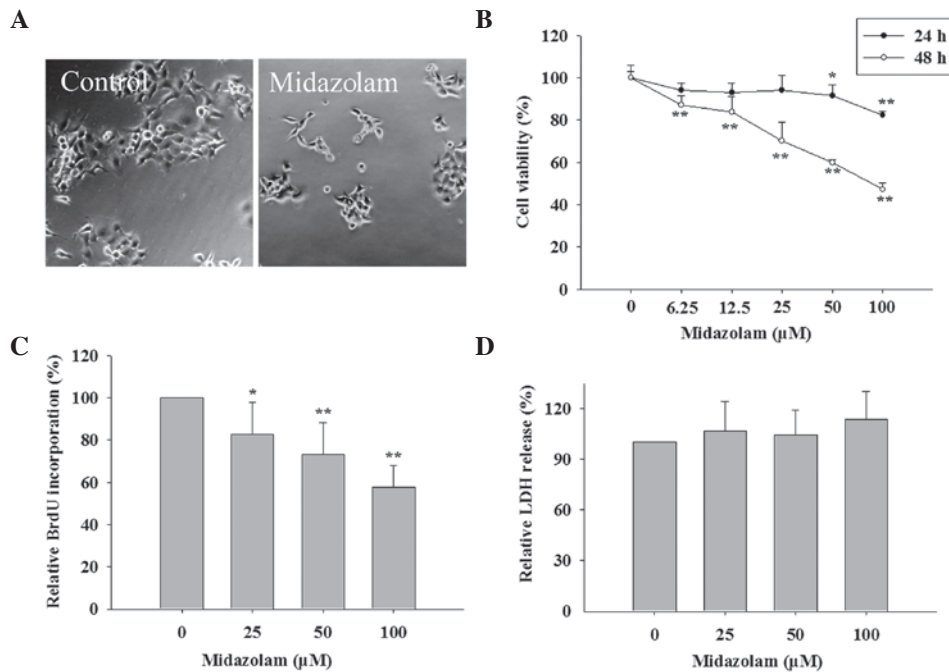 A
Control
Midazolam
B
Cell viability (%)
120
100
80
60
40
20
0
24 h
48 h
*
**
**
**
**
**
**
0 6.25 12.5 25 50 100
Midazolam (µM)
C
Relative BrdU incorporation (%)
120
100
80
60
40
20
0
*
**
**
0 25 50 100
Midazolam (µM)
D
Relative LDH release (%)
120
90
60
30
0
0 25 50 100
Midazolam (µM)